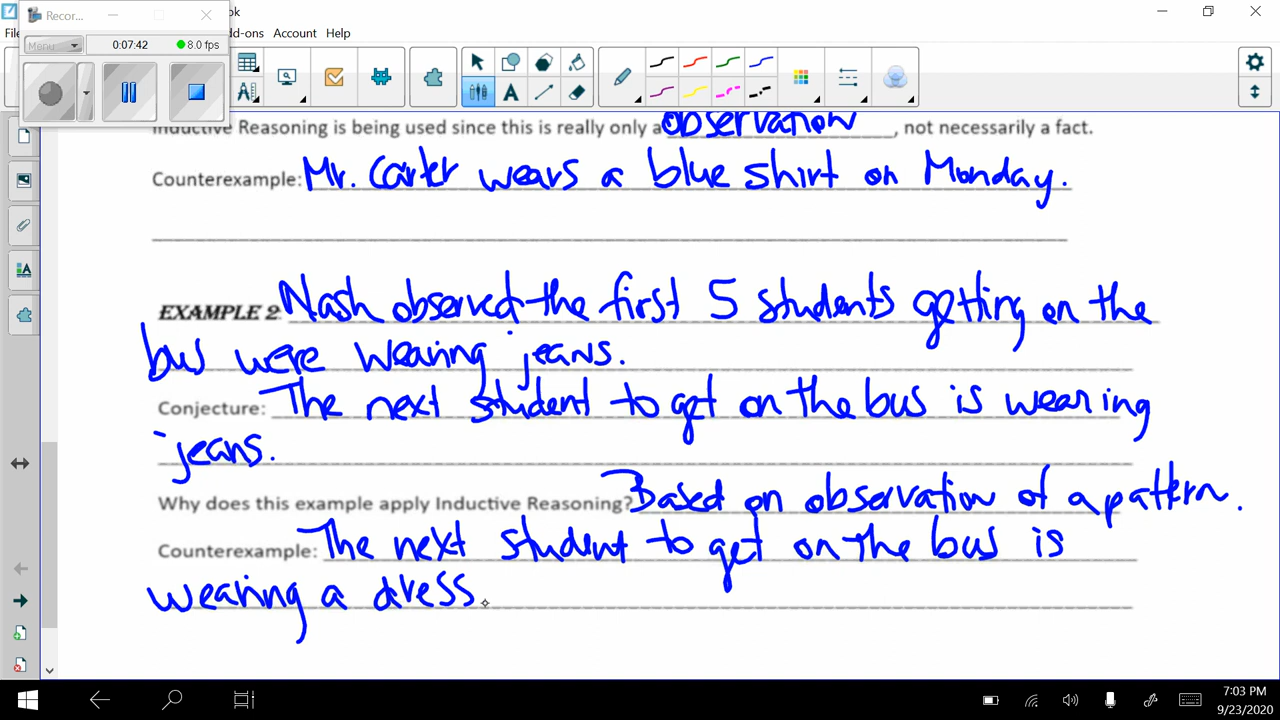 Recor...
Menu 0:07:42 8.0 fps
dd-ons Account Help
Inductive Reasoning is being used since this is really only a observation, not necessarily a fact.
Counterexample: Mr. Carter wears a blue shirt on Monday.
EXAMPLE 2: Nash observed the first 5 students getting on the
bus were wearing jeans.
Conjecture: The next student to get on the bus is wearing
jeans.
Why does this example apply Inductive Reasoning? Based on observation of a pattern.
Counterexample: The next student to get on the bus is
wearing a dress
7:03 PM
9/23/2020